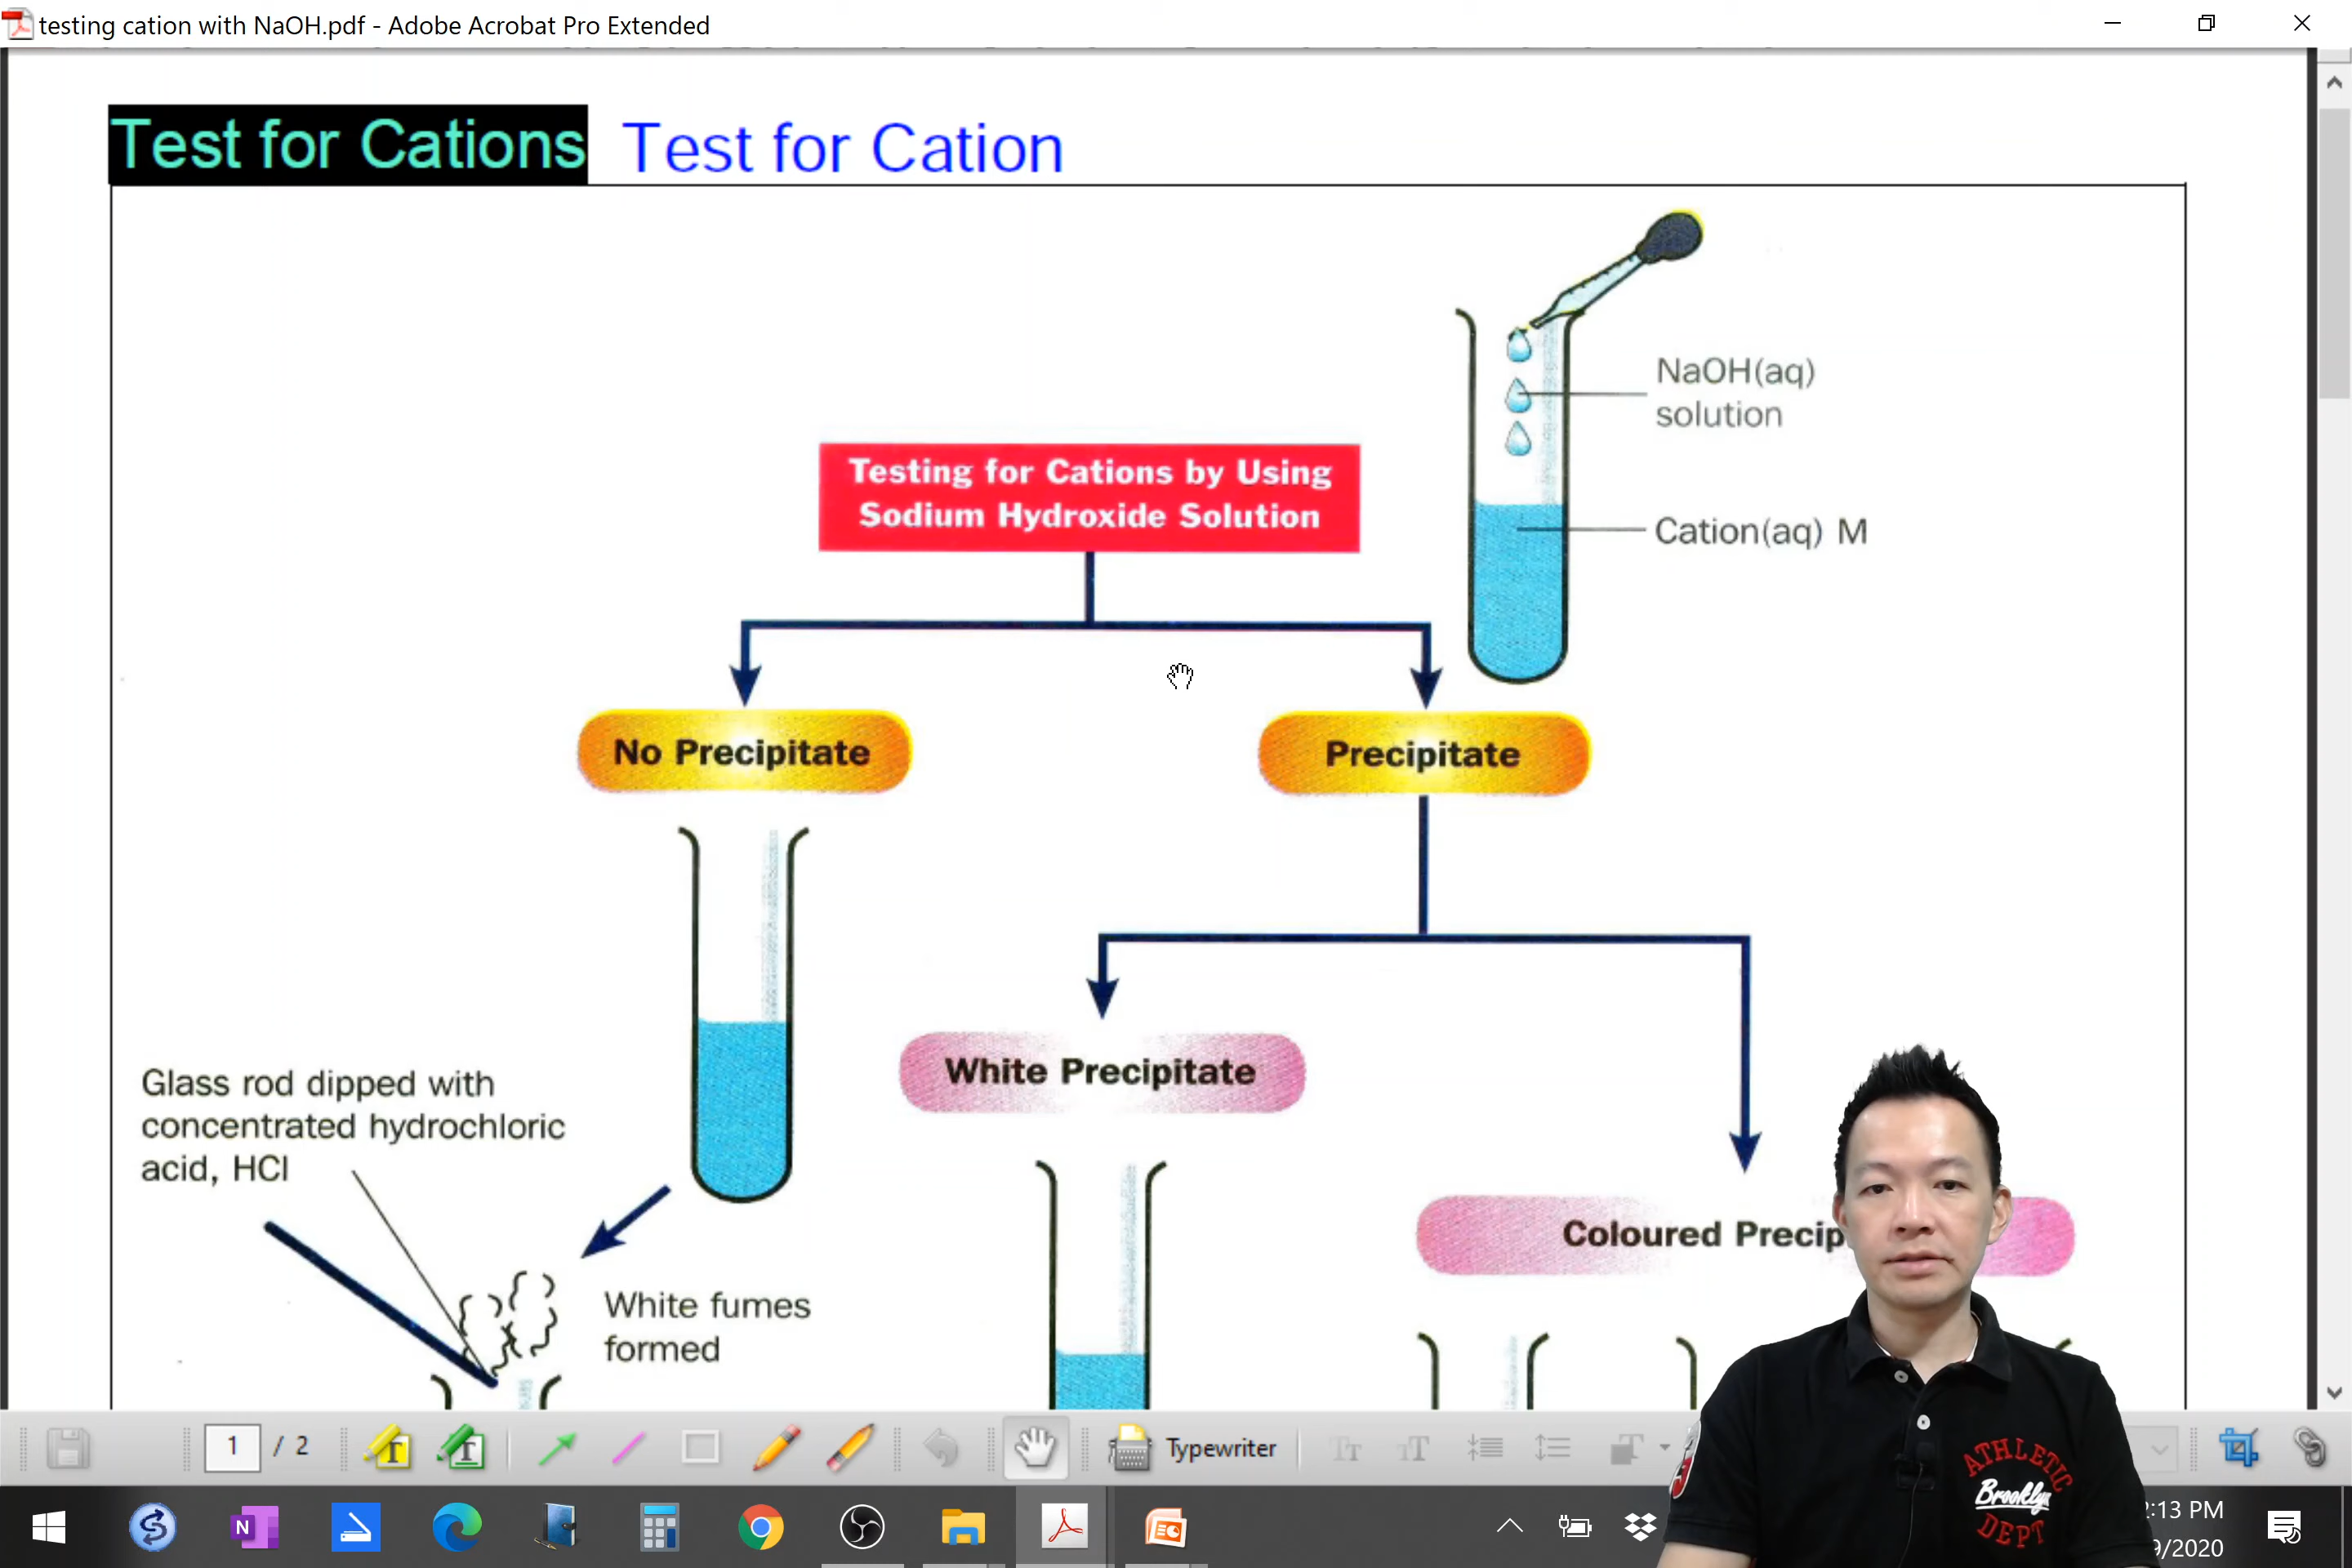 testing cation with NaOH.pdf - Adobe Acrobat Pro Extended
Test for Cations Test for Cation
NaOH(aq)
solution
Testing for Cations by Using
Sodium Hydroxide Solution
Cation(aq) M
No Precipitate
Precipitate
White Precipitate
Glass rod dipped with
concentrated hydrochloric
acid, HCl
Coloured Precip
White fumes
formed
1 / 2
Typewriter
ATHLETIC
Brooklyn
DEPT
:13 PM
9/2020